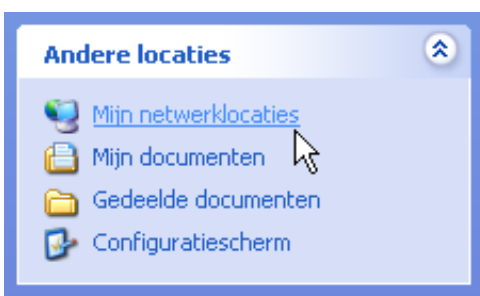 Andere locaties
Mijn netwerklocaties
Mijn documenten
Gedeelde documenten
Configuratiescherm